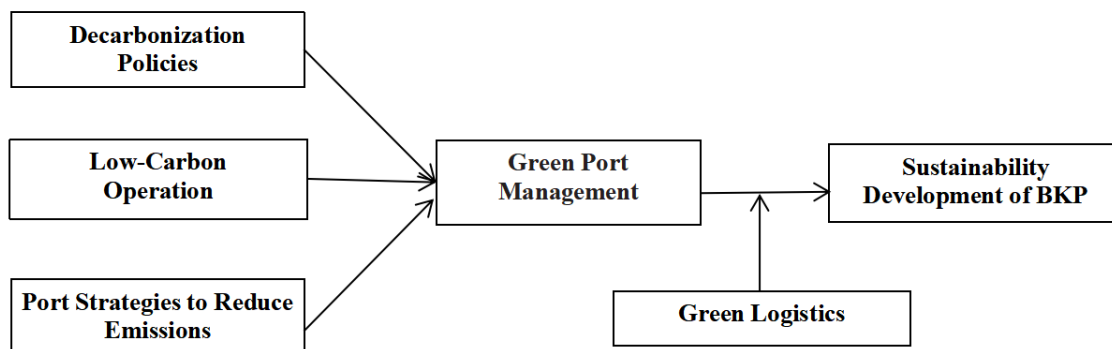 Decarbonization
Policies
Low-Carbon
Operation
Port Strategies to Reduce
Emissions
Green Port
Management
Green Logistics
Sustainability
Development of BKP